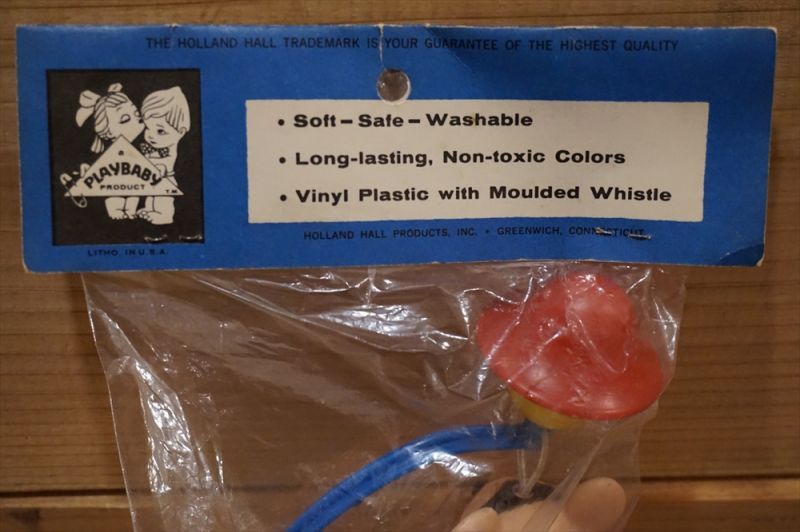 THE HOLLAND HALL TRADEMARK IS YOUR GUARANTEE OF THE HIGHEST QUALITY
A
PLAYBABY
PRODUCT T.M.
LITHO. IN U.S.A.
• Soft - Safe - Washable
• Long-lasting, Non-toxic Colors
• Vinyl Plastic with Moulded Whistle
HOLLAND HALL PRODUCTS, INC. • GREENWICH, CONNECTICUT